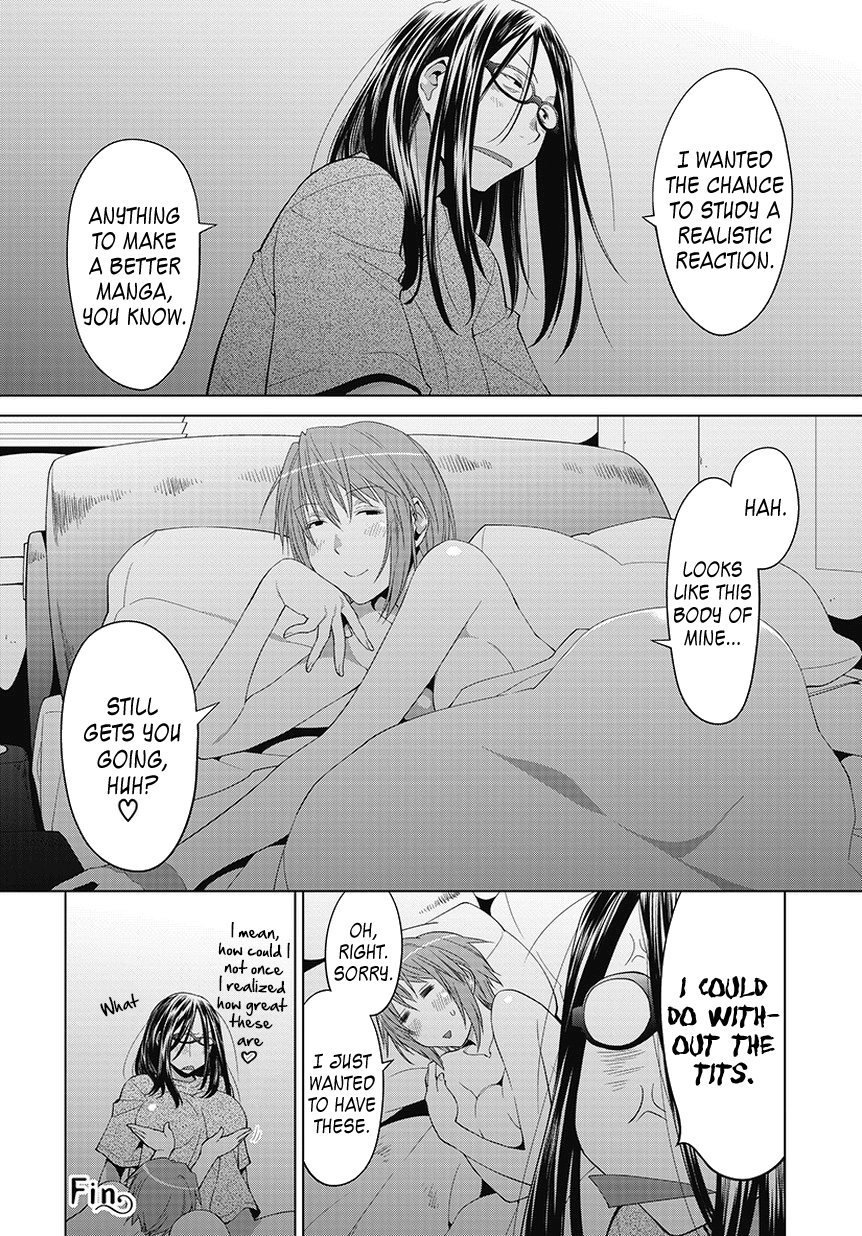 I WANTED
THE CHANCE
TO STUDY A
REALISTIC
REACTION.
ANYTHING
TO MAKE
A BETTER
MANGA,
YOU KNOW.
HAH.
LOOKS
LIKE THIS
BODY OF
MINE...
STILL
GETS YOU
GOING,
HUH?
♡
I COULD
DO WITH-
OUT THE
TITS.
OH,
RIGHT.
SORRY.
I JUST
WANTED
TO HAVE
THESE.
I mean,
how could I
not once
I realized
how great
these
are
♡
What
Fin